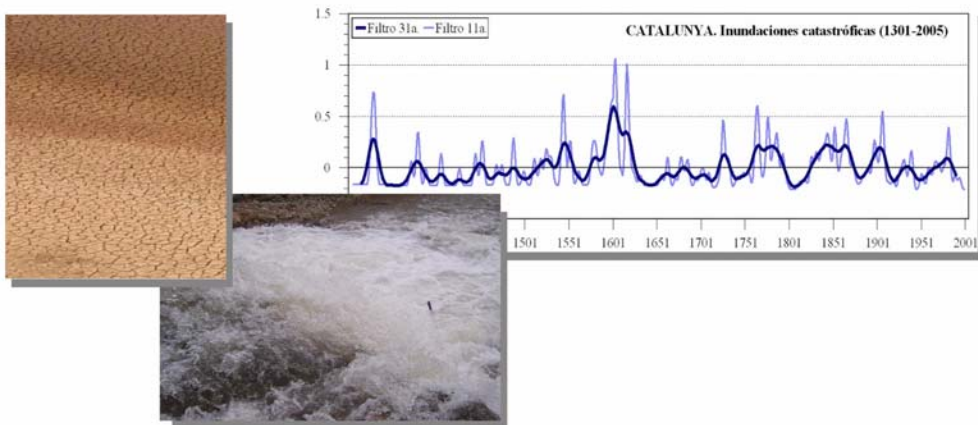 1.5
Filtro 31a. Filtro 11a.
CATALUNYA. Inundaciones catastróficas (1301-2005)
1
0.5
0
1501 1551 1601 1651 1701 1751 1801 1851 1901 1951 2001